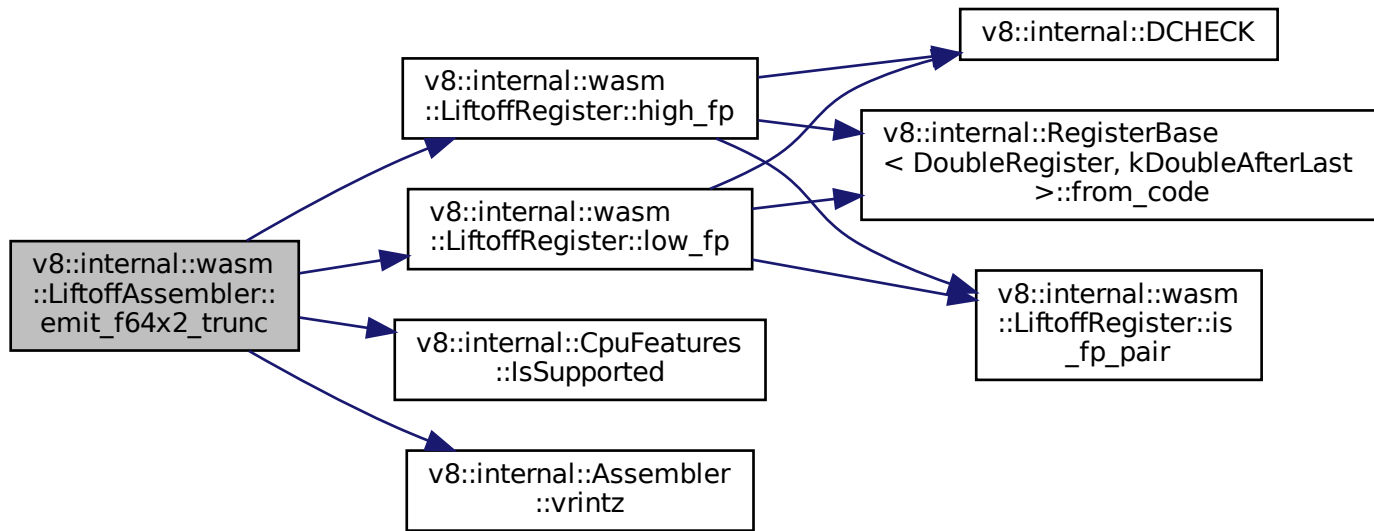 v8::internal::wasm
::LiftoffAssembler::
emit_f64x2_trunc
v8::internal::wasm
::LiftoffRegister::high_fp
v8::internal::wasm
::LiftoffRegister::low_fp
v8::internal::CpuFeatures
::IsSupported
v8::internal::Assembler
::vrintz
v8::internal::DCHECK
v8::internal::RegisterBase
< DoubleRegister, kDoubleAfterLast
>::from_code
v8::internal::wasm
::LiftoffRegister::is
_fp_pair